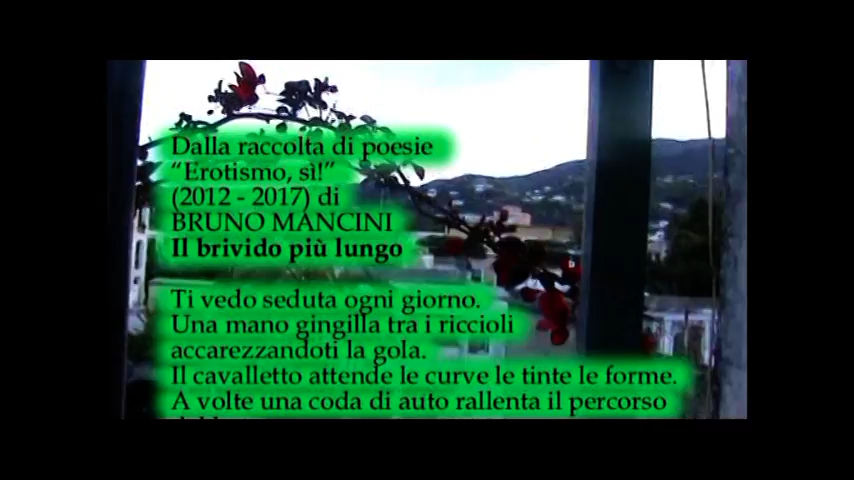 Dalla raccolta di poesie
“Erotismo, sì!”
(2012 - 2017) di
BRUNO MANCINI
Il brivido più lungo
Ti vedo seduta ogni giorno.
Una mano gingilla tra i riccioli
accarezzandoti la gola.
Il cavalletto attende le curve le tinte le forme.
A volte una coda di auto rallenta il percorso